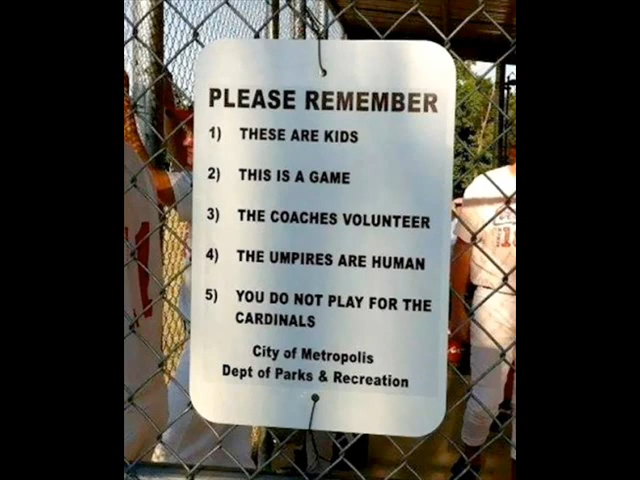 PLEASE REMEMBER
1) THESE ARE KIDS
2) THIS IS A GAME
3) THE COACHES VOLUNTEER
4) THE UMPIRES ARE HUMAN
5) YOU DO NOT PLAY FOR THE
CARDINALS
City of Metropolis
Dept of Parks & Recreation